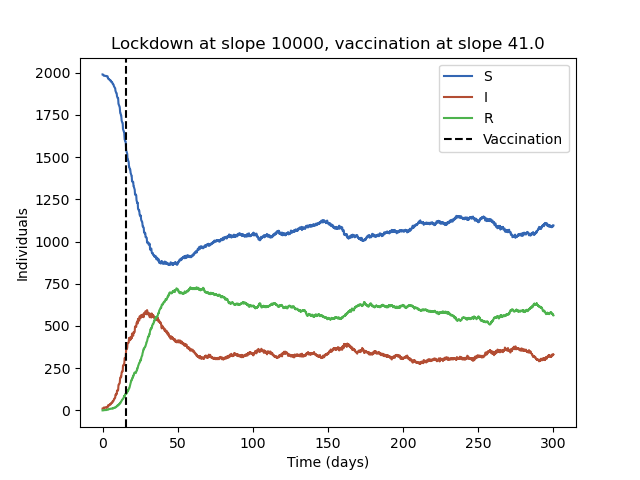 Lockdown at slope 10000, vaccination at slope 41.0
2000
1750
1500
1250
1000
750
500
250
0
Individuals
S
I
R
Vaccination
0 50 100 150 200 250 300
Time (days)